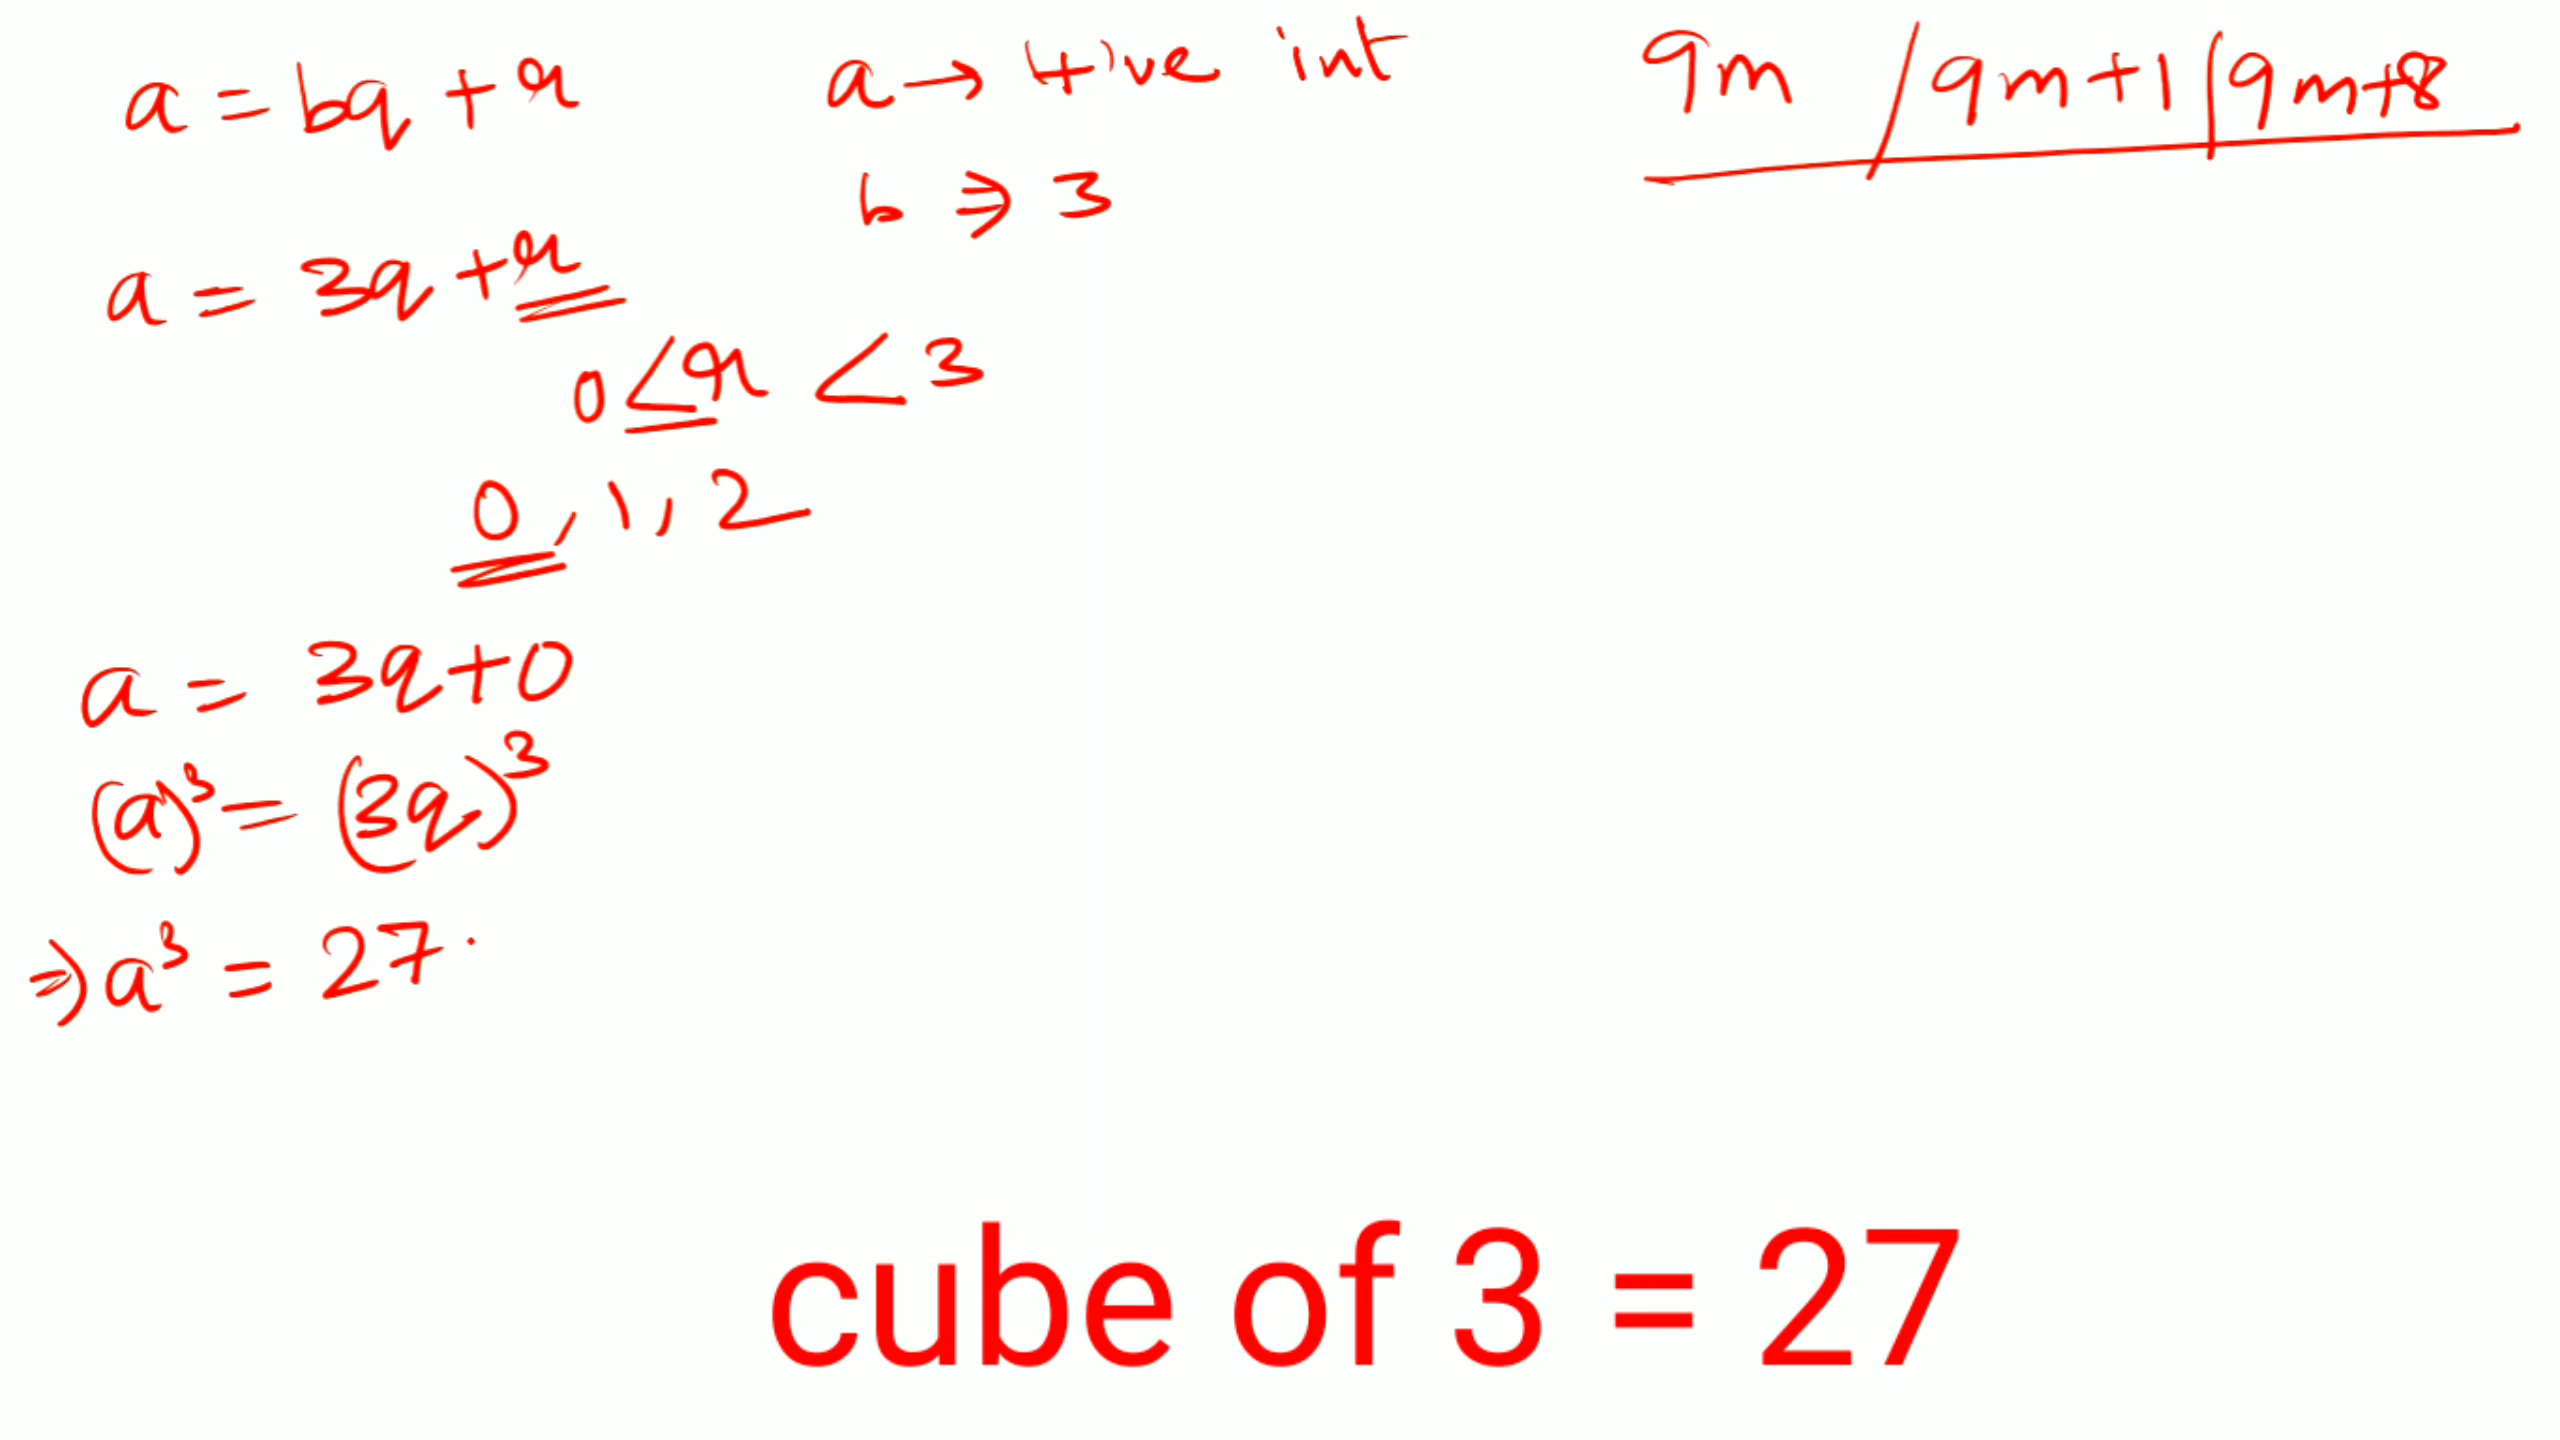 a = bq + r
a → +ive int
9m / 9m+1 / 9m+8
b ⇒ 3
a = 3q + r
0 ≤ r < 3
0, 1, 2
a = 3q+0
(a)³ = (3q)³
⇒ a³ = 27
cube of 3 = 27